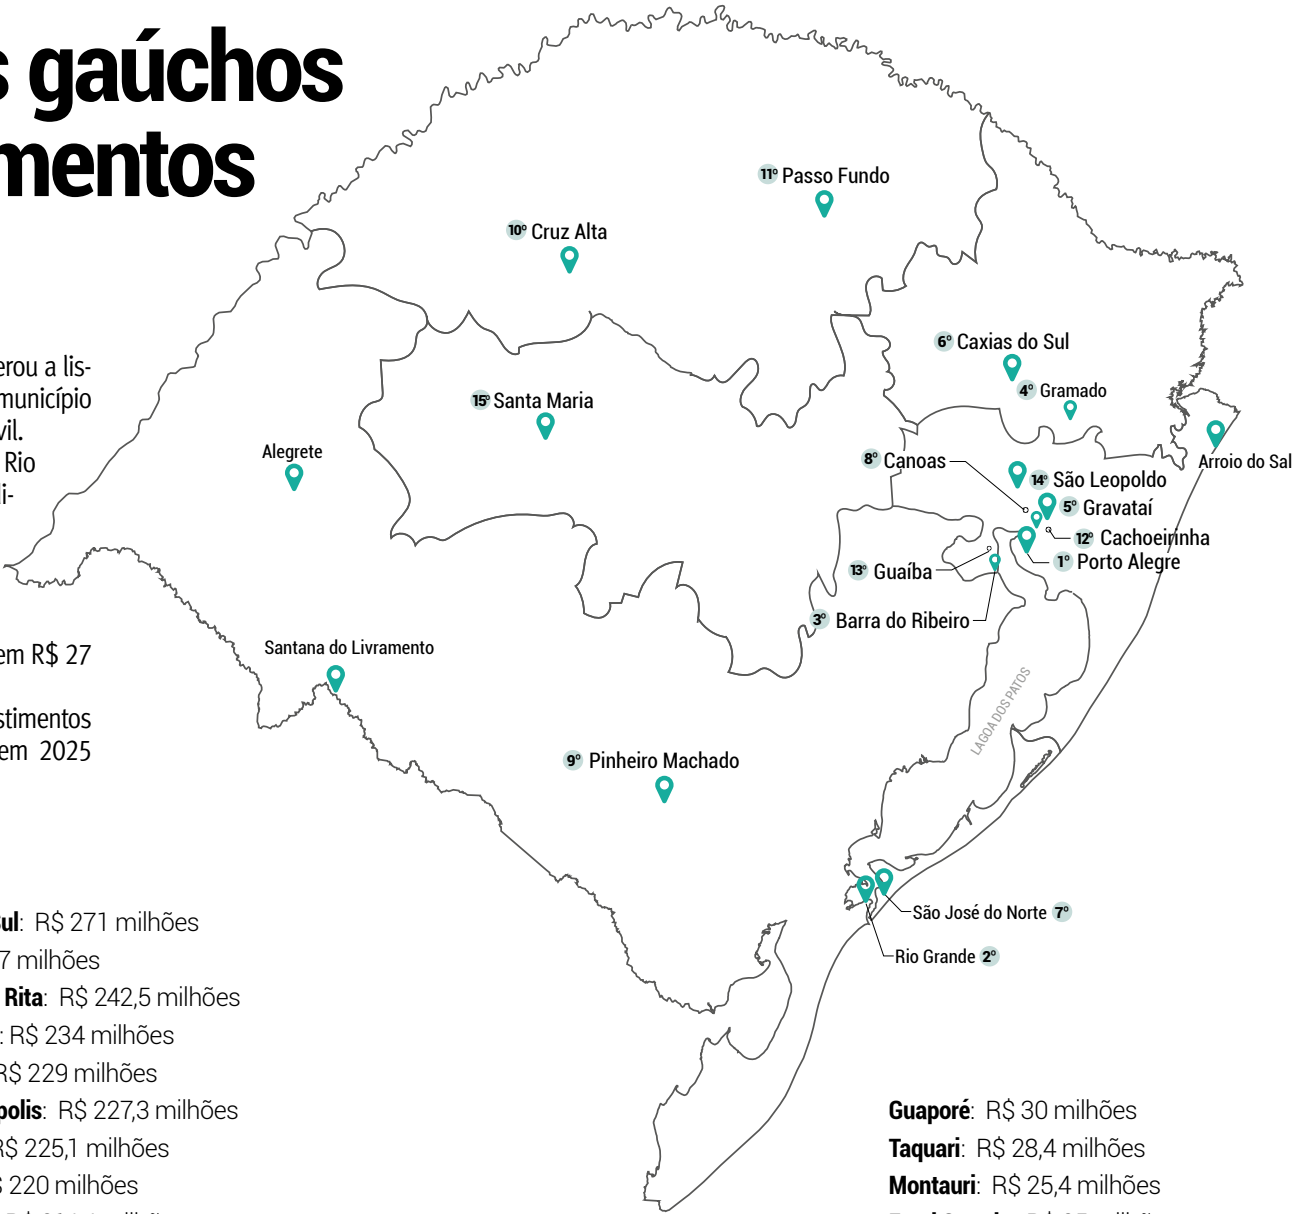 s gaúchos
mentos
erou a lis-
município
vil.
Rio
di-
em R$ 27
stimentos
em 2025
11º Passo Fundo
10º Cruz Alta
6º Caxias do Sul
4º Gramado
15º Santa Maria
Alegrete
8º Canoas
Arroio do Sal
14º São Leopoldo
5º Gravataí
12º Cachoeirinha
1º Porto Alegre
13º Guaíba
3º Barra do Ribeiro
Santana do Livramento
LAGOA DOS PATOS
9º Pinheiro Machado
São José do Norte 7º
Rio Grande 2º
Sul: R$ 271 milhões
7 milhões
Rita: R$ 242,5 milhões
: R$ 234 milhões
R$ 229 milhões
polis: R$ 227,3 milhões
R$ 225,1 milhões
$ 220 milhões
Guaporé: R$ 30 milhões
Taquari: R$ 28,4 milhões
Montauri: R$ 25,4 milhões